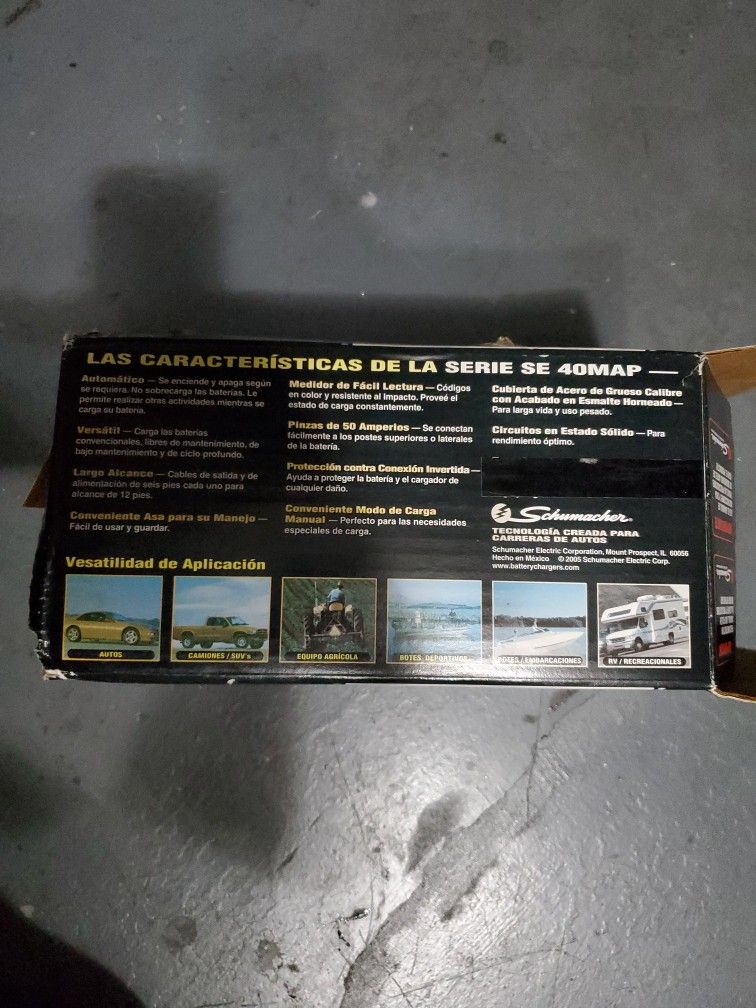 LAS CARACTERÍSTICAS DE LA SERIE SE 40MAP —
Automático — Se enciende y apaga según
se requiera. No sobrecarga las baterías. Le
permite realizar otras actividades mientras se
carga su batería.
Versátil — Carga las baterías
convencionales, libres de mantenimiento, de
bajo mantenimiento y de ciclo profundo.
Largo Alcance — Cables de salida y de
alimentación de seis pies cada uno para
alcance de 12 pies.
Conveniente Asa para su Manejo —
Fácil de usar y guardar.
Medidor de Fácil Lectura — Códigos
en color y resistente al Impacto. Proveé el
estado de carga constantemente.
Pinzas de 50 Amperios — Se conectan
fácilmente a los postes superiores o laterales
de la batería.
Protección contra Conexión Invertida —
Ayuda a proteger la batería y el cargador de
cualquier daño.
Conveniente Modo de Carga
Manual — Perfecto para las necesidades
especiales de carga.
Cubierta de Acero de Grueso Calibre
con Acabado en Esmalte Horneado —
Para larga vida y uso pesado.
Circuitos en Estado Sólido — Para
rendimiento óptimo.
Schumacher
TECNOLOGÍA CREADA PARA
CARRERAS DE AUTOS
Schumacher Electric Corporation, Mount Prospect, IL 60056
Hecho en México © 2005 Schumacher Electric Corp.
www.batterychargers.com
Vesatilidad de Aplicación
AUTOS
CAMIONES / SUV's
EQUIPO AGRÍCOLA
BOTES DEPORTIVOS
BOTES / EMBARCACIONES
RV / RECREACIONALES